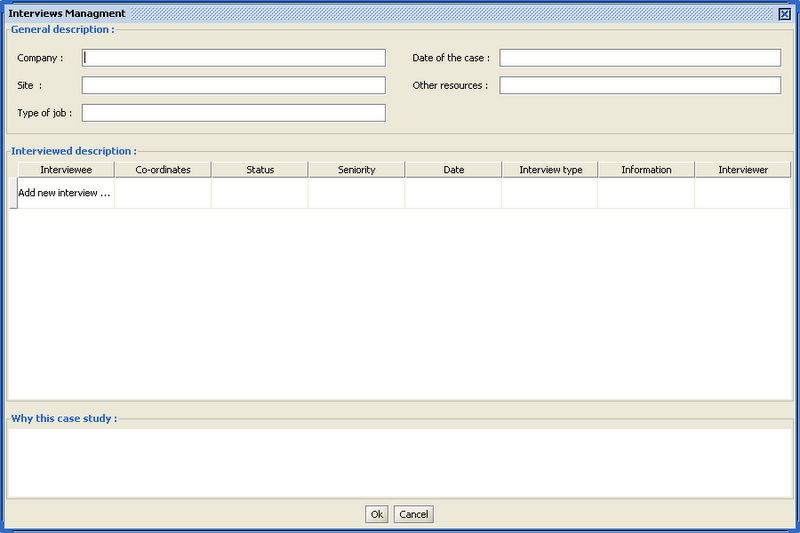 Interviews Managment
General description :
Company :
Date of the case :
Site :
Other resources :
Type of job :
Interviewed description :
Interviewee Co-ordinates Status Seniority Date Interview type Information Interviewer
Add new interview ...
Why this case study :
Ok Cancel